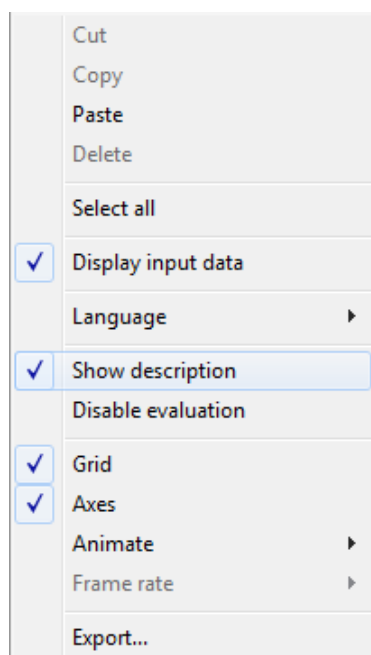 Cut
Copy
Paste
Delete
Select all
Display input data
Language
Show description
Disable evaluation
Grid
Axes
Animate
Frame rate
Export...